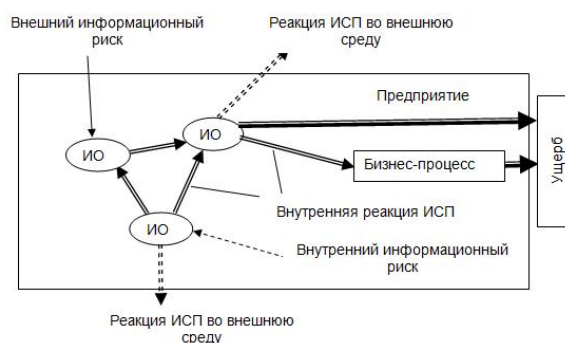 Внешний информационный
риск
Реакция ИСП во внешнюю
среду
Предприятие
ИО
ИО
Бизнес-процесс
Ущерб
Внутренняя реакция ИСП
ИО
Внутренний информационный
риск
Реакция ИСП во внешнюю
среду